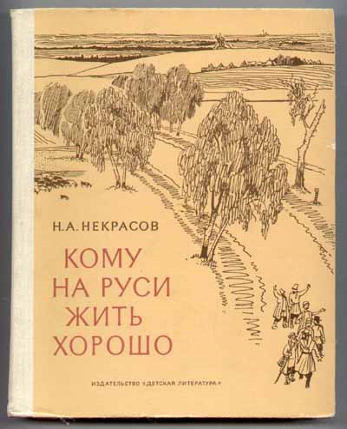 Н.А.НЕКРАСОВ
КОМУ
НА РУСИ
ЖИТЬ
ХОРОШО
ИЗДАТЕЛЬСТВО «ДЕТСКАЯ ЛИТЕРАТУРА»